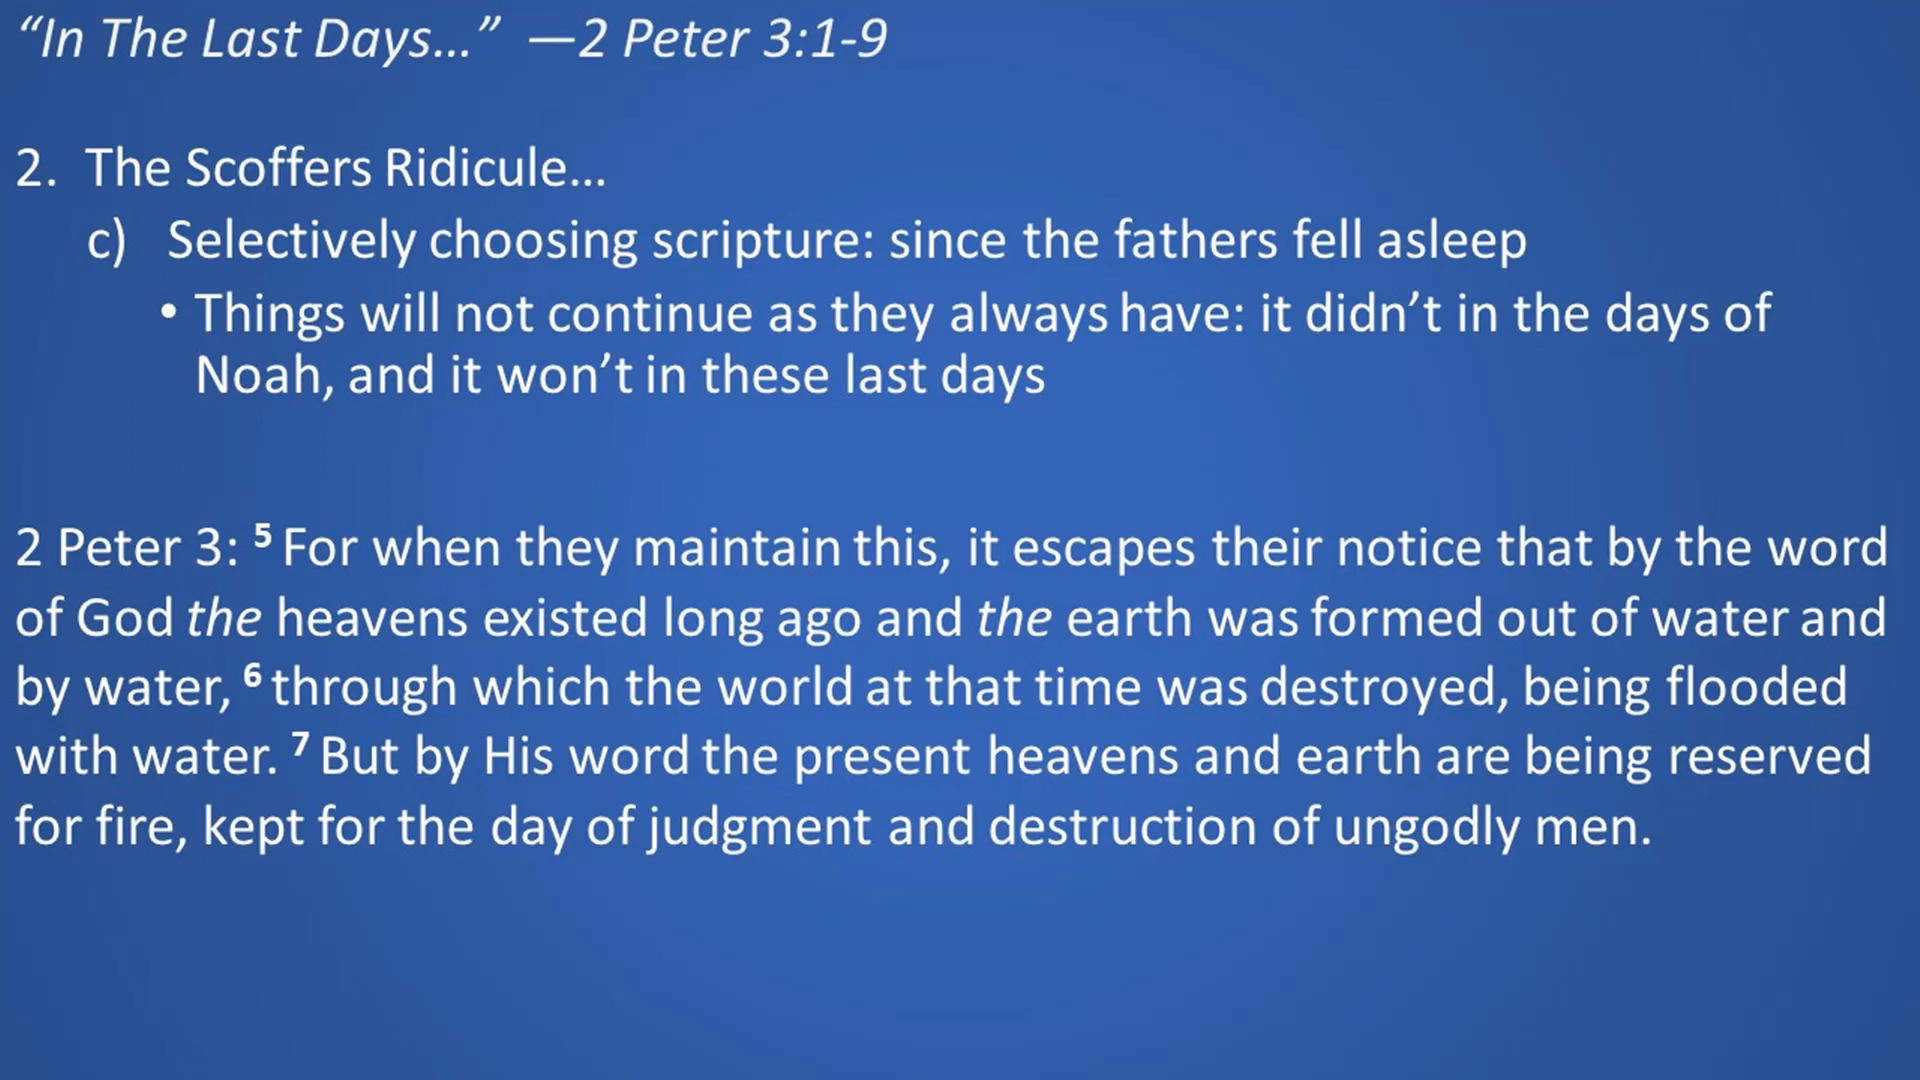 “In The Last Days...” —2 Peter 3:1-9
2. The Scoffers Ridicule...
c) Selectively choosing scripture: since the fathers fell asleep
• Things will not continue as they always have: it didn’t in the days of
Noah, and it won’t in these last days
2 Peter 3: ⁵ For when they maintain this, it escapes their notice that by the word
of God the heavens existed long ago and the earth was formed out of water and
by water, ⁶ through which the world at that time was destroyed, being flooded
with water. ⁷ But by His word the present heavens and earth are being reserved
for fire, kept for the day of judgment and destruction of ungodly men.